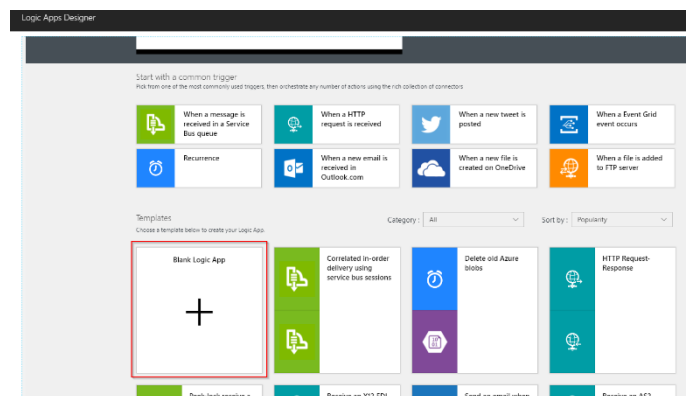 Logic Apps Designer
Start with a common trigger
Pick from one of the most commonly used triggers, then orchestrate any number of actions using the rich collection of connectors
When a message is
received in a Service
Bus queue
When a HTTP
request is received
When a new tweet is
posted
When a Event Grid
event occurs
Recurrence
When a new email is
received in
Outlook.com
When a new file is
created on OneDrive
When a file is added
to FTP server
Templates
Choose a template below to create your Logic App.
Category : All
Sort by : Popularity
Blank Logic App
Correlated in-order
delivery using
service bus sessions
Delete old Azure
blobs
HTTP Request-
Response